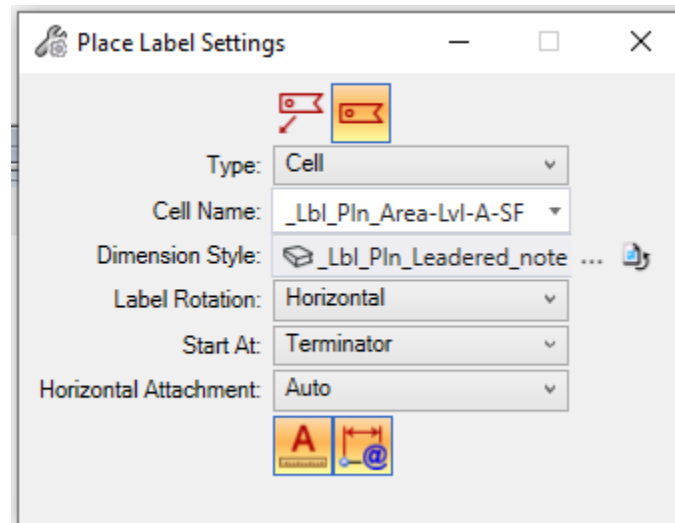 Place Label Settings
Type: Cell
Cell Name: _Lbl_Pln_Area-Lvl-A-SF
Dimension Style: _Lbl_Pln_Leadered_note ...
Label Rotation: Horizontal
Start At: Terminator
Horizontal Attachment: Auto
A @